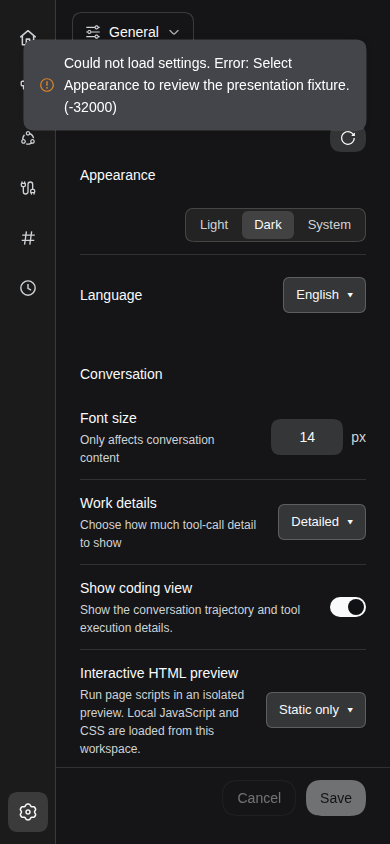 General
Could not load settings. Error: Select
Appearance to review the presentation fixture.
(-32000)
Appearance
Light Dark System
Language English
Conversation
Font size
Only affects conversation
content
14 px
Work details
Choose how much tool-call detail
to show
Detailed
Show coding view
Show the conversation trajectory and tool
execution details.
Interactive HTML preview
Run page scripts in an isolated
preview. Local JavaScript and
CSS are loaded from this
workspace.
Static only
Cancel Save